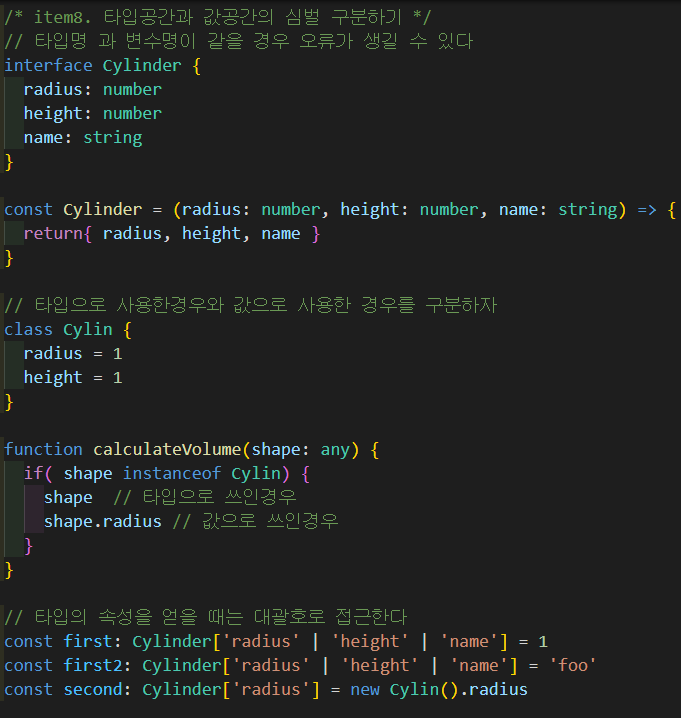 /* item8. 타입공간과 값공간의 심벌 구분하기 */
// 타입명 과 변수명이 같을 경우 오류가 생길 수 있다
interface Cylinder {
  radius: number
  height: number
  name: string
}

const Cylinder = (radius: number, height: number, name: string) => {
  return{ radius, height, name }
}

// 타입으로 사용한경우와 값으로 사용한 경우를 구분하자
class Cylin {
  radius = 1
  height = 1
}

function calculateVolume(shape: any) {
  if( shape instanceof Cylin) {
    shape  // 타입으로 쓰인경우
    shape.radius // 값으로 쓰인경우
  }
}

// 타입의 속성을 얻을 때는 대괄호로 접근한다
const first: Cylinder['radius' | 'height' | 'name'] = 1
const first2: Cylinder['radius' | 'height' | 'name'] = 'foo'
const second: Cylinder['radius'] = new Cylin().radius